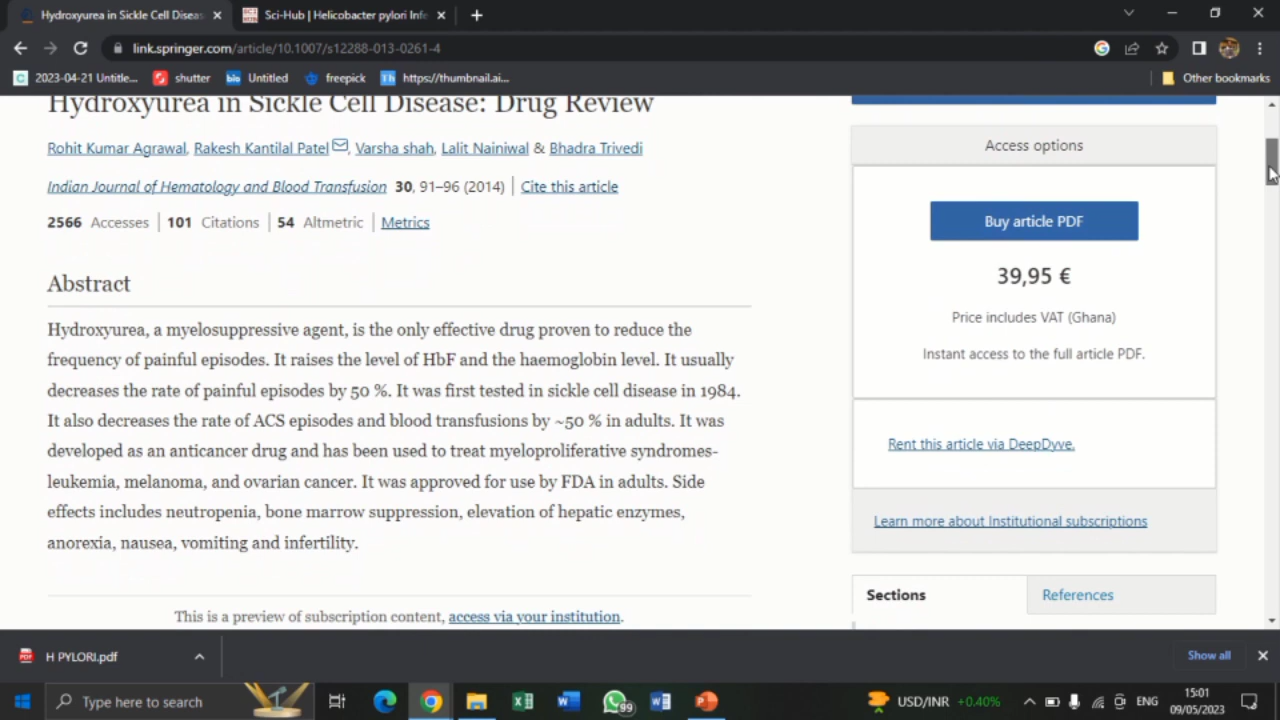 Hydroxyurea in Sickle Cell Diseas
Sci-Hub | Helicobacter pylori Infe
link.springer.com/article/10.1007/s12288-013-0261-4
2023-04-21 Untitle...
shutter
bio Untitled
freepick
Th https://thumbnail.ai...
Other bookmarks
Hydroxyurea in Sickle Cell Disease: Drug Review
Rohit Kumar Agrawal, Rakesh Kantilal Patel, Varsha shah, Lalit Nainiwal & Bhadra Trivedi
Indian Journal of Hematology and Blood Transfusion 30, 91–96 (2014) | Cite this article
2566 Accesses | 101 Citations | 54 Altmetric | Metrics
Abstract
Hydroxyurea, a myelosuppressive agent, is the only effective drug proven to reduce the
frequency of painful episodes. It raises the level of HbF and the haemoglobin level. It usually
decreases the rate of painful episodes by 50 %. It was first tested in sickle cell disease in 1984.
It also decreases the rate of ACS episodes and blood transfusions by ~50 % in adults. It was
developed as an anticancer drug and has been used to treat myeloproliferative syndromes-
leukemia, melanoma, and ovarian cancer. It was approved for use by FDA in adults. Side
effects includes neutropenia, bone marrow suppression, elevation of hepatic enzymes,
anorexia, nausea, vomiting and infertility.
This is a preview of subscription content, access via your institution.
Access options
Buy article PDF
39,95 €
Price includes VAT (Ghana)
Instant access to the full article PDF.
Rent this article via DeepDyve.
Learn more about Institutional subscriptions
Sections
References
H PYLORI.pdf
Show all
Type here to search
99
USD/INR +0.40%
ENG
15:01
09/05/2023